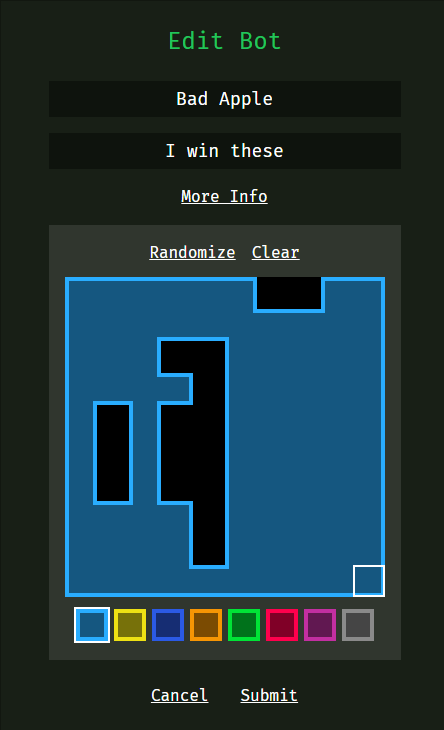 Edit Bot
Bad Apple
I win these
More Info
Randomize Clear
Cancel Submit